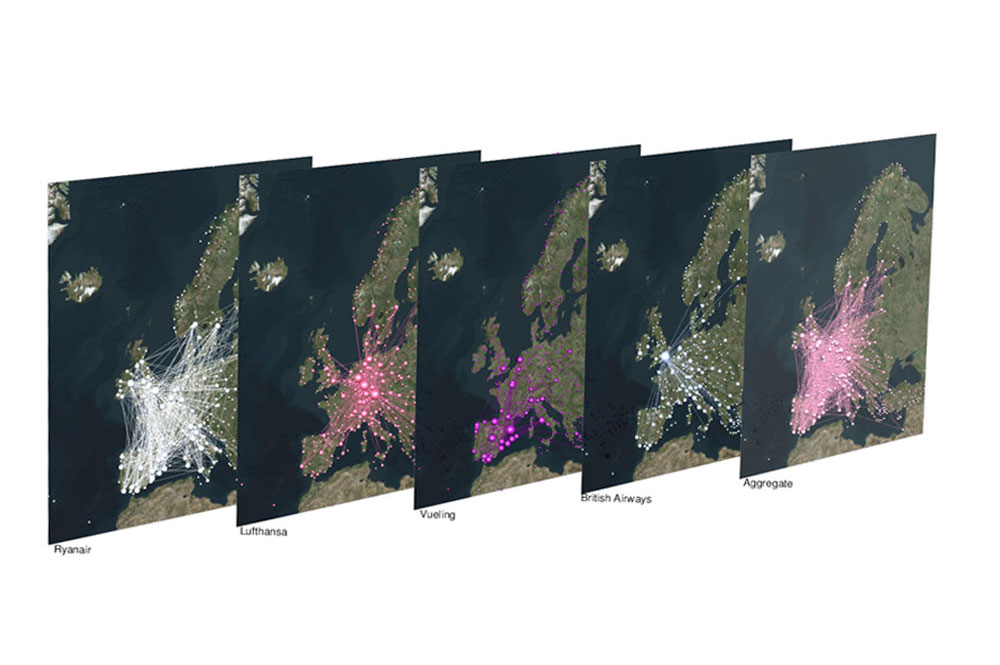 Ryanair
Lufthansa
Vueling
British Airways
Aggregate